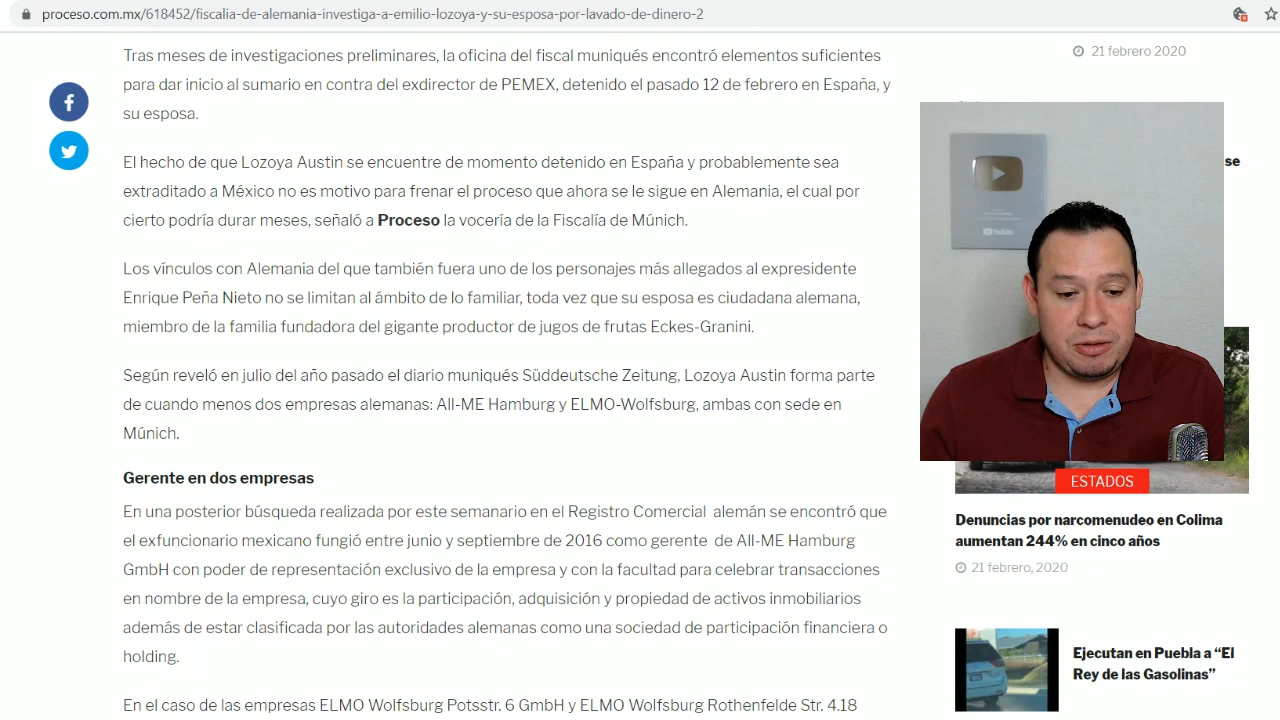 proceso.com.mx/618452/fiscalia-de-alemania-investiga-a-emilio-lozoya-y-su-esposa-por-lavado-de-dinero-2
Tras meses de investigaciones preliminares, la oficina del fiscal muniqués encontró elementos suficientes
para dar inicio al sumario en contra del exdirector de PEMEX, detenido el pasado 12 de febrero en España, y
su esposa.
El hecho de que Lozoya Austin se encuentre de momento detenido en España y probablemente sea
extraditado a México no es motivo para frenar el proceso que ahora se le sigue en Alemania, el cual por
cierto podría durar meses, señaló a Proceso la vocería de la Fiscalía de Múnich.
Los vínculos con Alemania del que también fuera uno de los personajes más allegados al expresidente
Enrique Peña Nieto no se limitan al ámbito de lo familiar, toda vez que su esposa es ciudadana alemana,
miembro de la familia fundadora del gigante productor de jugos de frutas Eckes-Granini.
Según reveló en julio del año pasado el diario muniqués Süddeutsche Zeitung, Lozoya Austin forma parte
de cuando menos dos empresas alemanas: All-ME Hamburg y ELMO-Wolfsburg, ambas con sede en
Múnich.
Gerente en dos empresas
En una posterior búsqueda realizada por este semanario en el Registro Comercial alemán se encontró que
el exfuncionario mexicano fungió entre junio y septiembre de 2016 como gerente de All-ME Hamburg
GmbH con poder de representación exclusivo de la empresa y con la facultad para celebrar transacciones
en nombre de la empresa, cuyo giro es la participación, adquisición y propiedad de activos inmobiliarios
además de estar clasificada por las autoridades alemanas como una sociedad de participación financiera o
holding.
En el caso de las ELMO Wolfsburg Potsstr. 6 GmbH y ELMO Wolfsburg Rothenfelde Str. 4.18
21 febrero 2020
se
YouTube
ESTADOS
Denuncias por narcomenudeo en Colima
aumentan 244% en cinco años
21 febrero, 2020
Ejecutan en Puebla a “El
Rey de las Gasolinas”